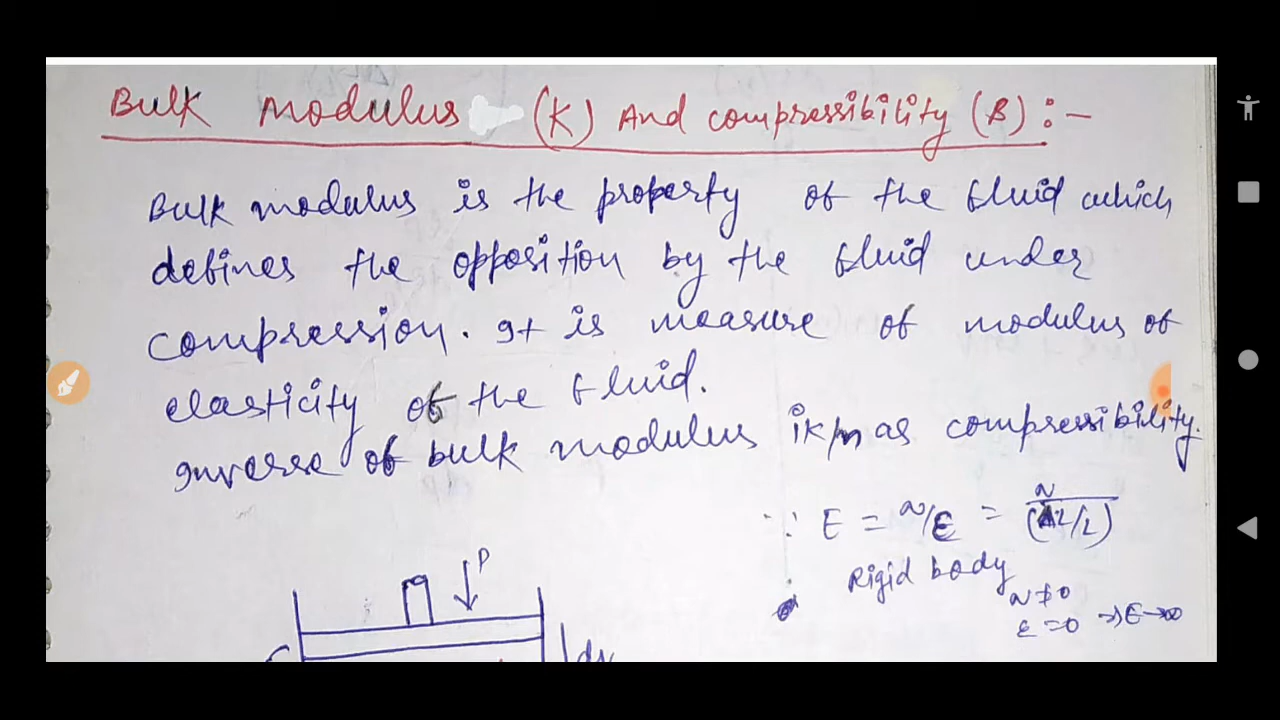 Bulk modulus (K) And compressibility (β) :-
Bulk modulus is the property of the fluid which
defines the opposition by the fluid under
compression. It is measure of modulus of
elasticity of the fluid.
Inverse of bulk modulus is k/n as compressibility.
∵ E = σ/ε = σ/(ΔL/L)
Rigid body
σ ≠ 0
ε = 0 ⇒ E → ∞
P